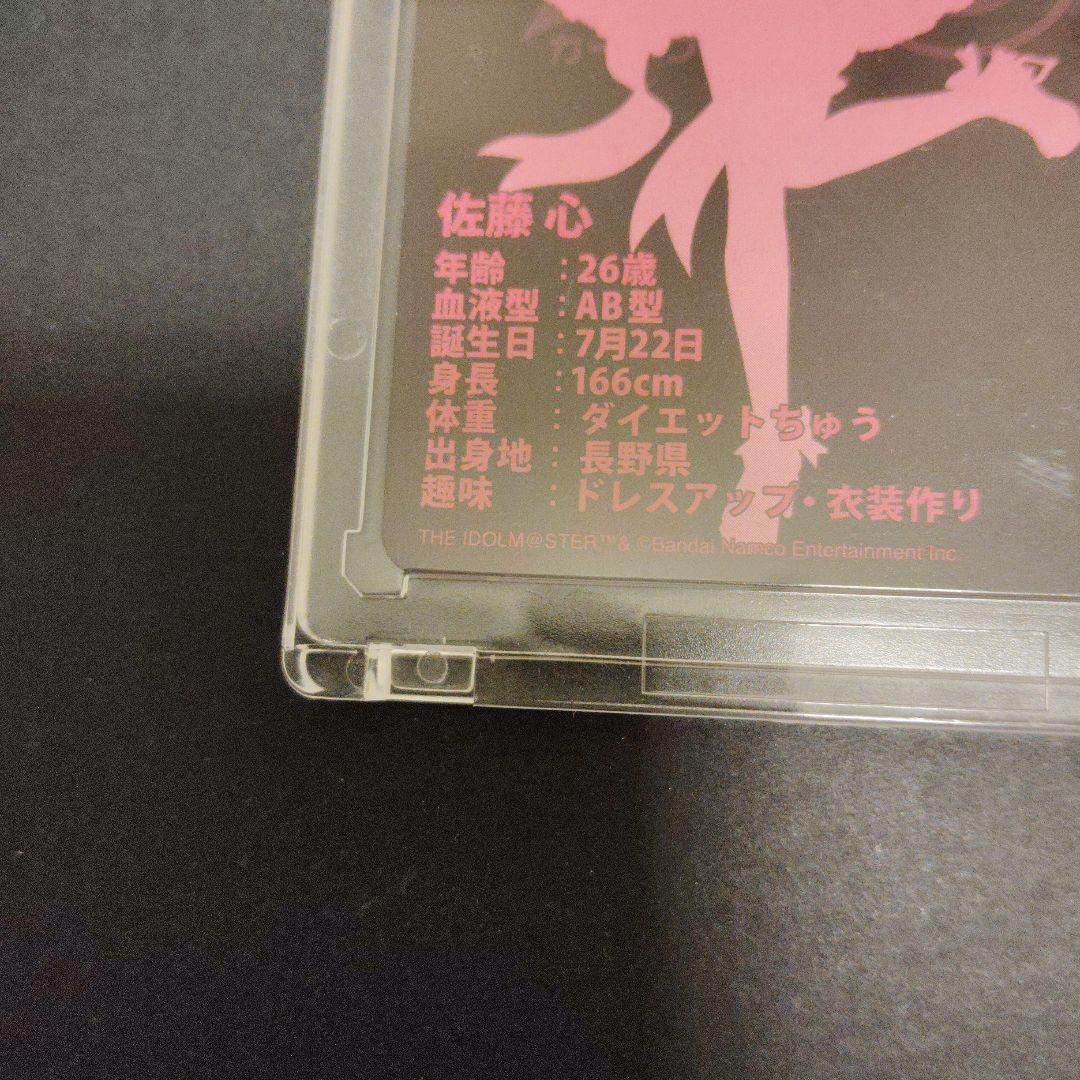 佐藤 心
年齢 : 26歳
血液型 : AB型
誕生日 : 7月22日
身長 : 166cm
体重 : ダイエットちゅう
出身地 : 長野県
趣味 : ドレスアップ・衣装作り
THE IDOLM@STER™& ©Bandai Namco Entertainment Inc.